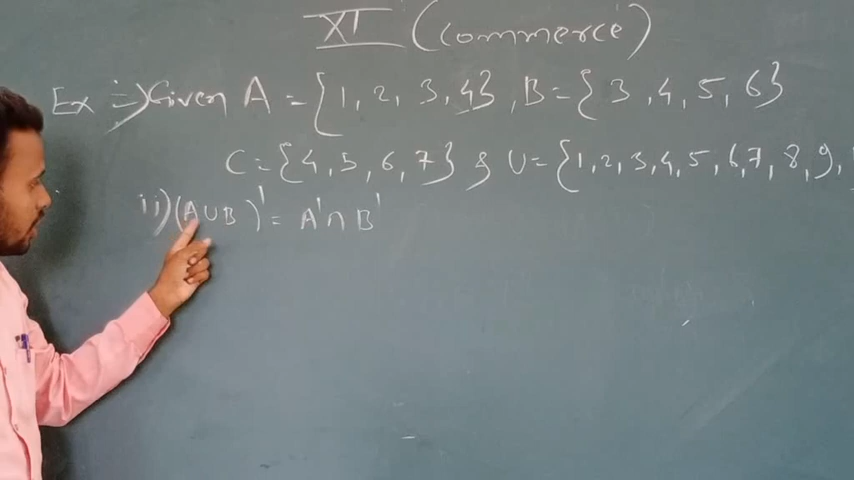 XI (Commerce)
Ex i ⇒ Given A = {1, 2, 3, 4}, B = {3, 4, 5, 6}
C = {4, 5, 6, 7} & U = {1, 2, 3, 4, 5, 6, 7, 8, 9,
ii) (A∪B)' = A'∩B'